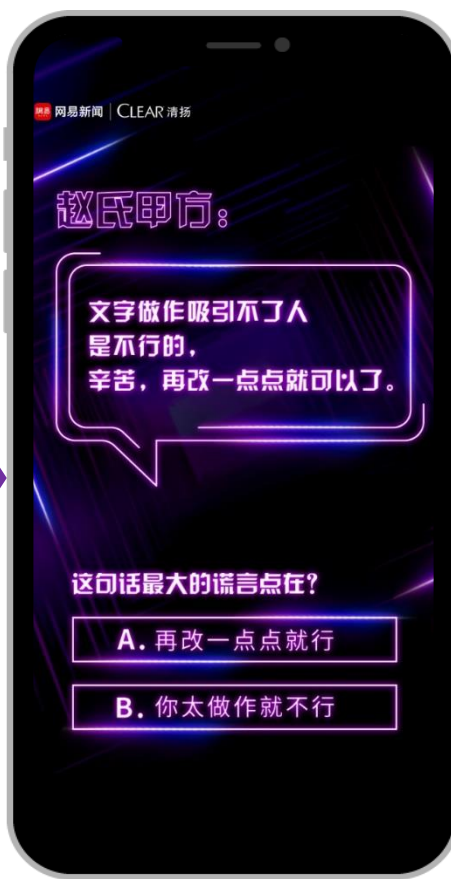 网易 网易新闻 | CLEAR 清扬
赵氏甲方：
文字做作吸引不了人
是不行的，
辛苦，再改一点点就可以了。
这句话最大的谎言点在？
A. 再改一点点就行
B. 你太做作就不行